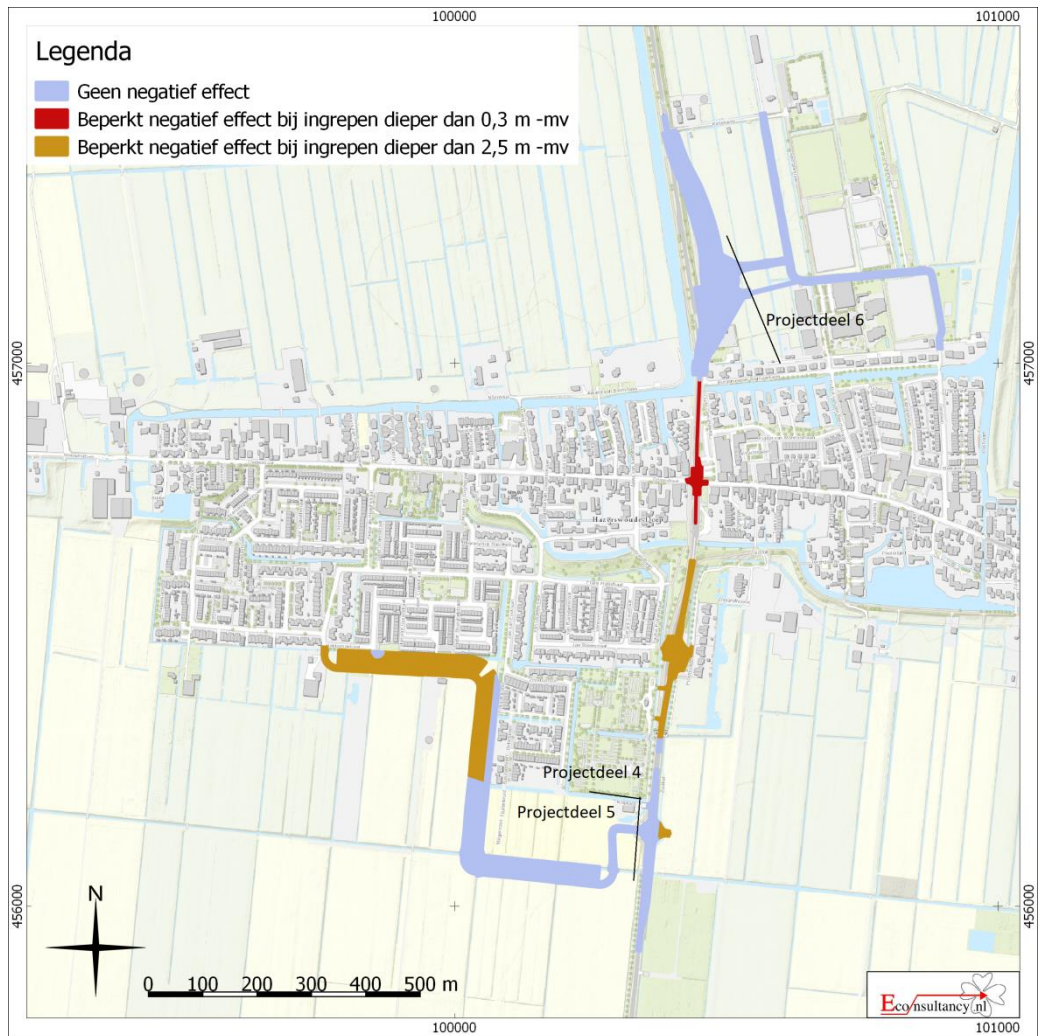 100000
101000
Legenda
Geen negatief effect
Beperkt negatief effect bij ingrepen dieper dan 0,3 m -mv
Beperkt negatief effect bij ingrepen dieper dan 2,5 m -mv
Projectdeel 6
457000
457000
Projectdeel 4
Projectdeel 5
456000
456000
N
0 100 200 300 400 500 m
Econsultancy.nl
100000
101000